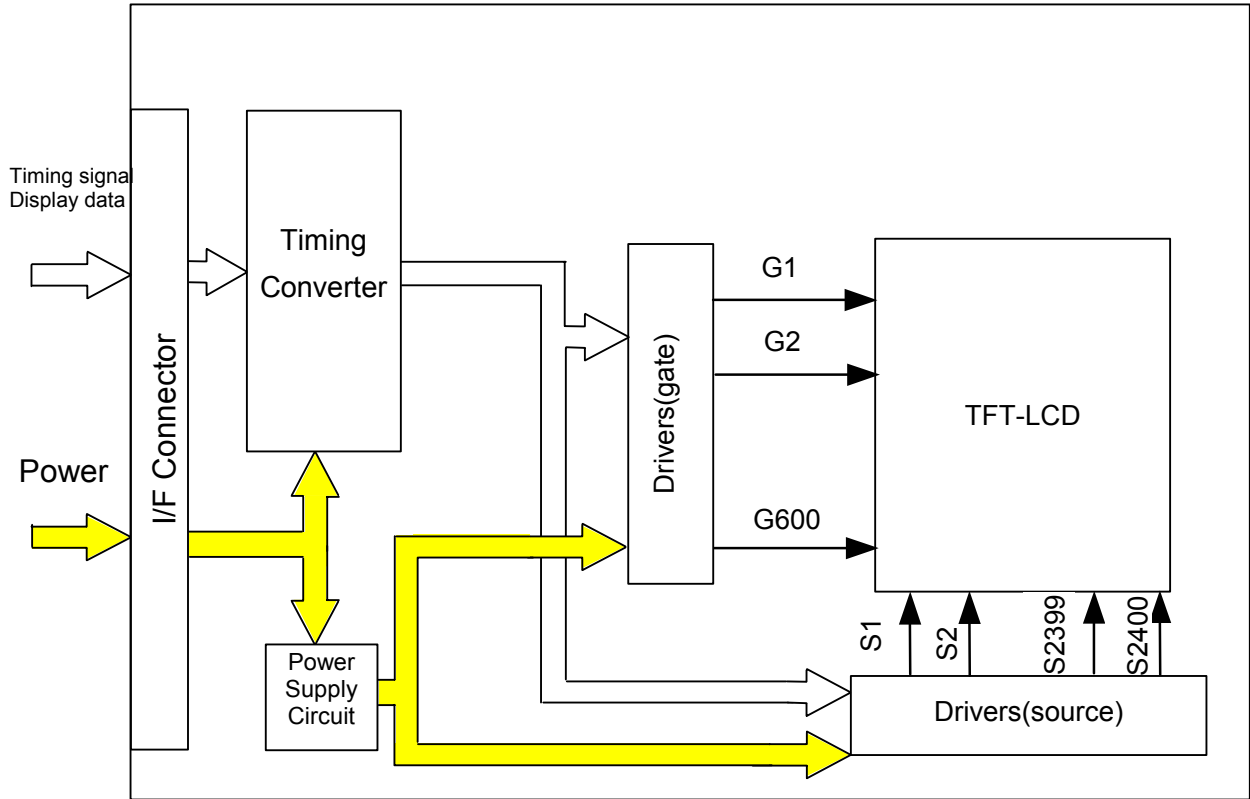 Timing signal
Display data
Power
I/F Connector
Timing
Converter
Power
Supply
Circuit
Drivers(gate)
G1
G2
G600
TFT-LCD
S1
S2
S2399
S2400
Drivers(source)